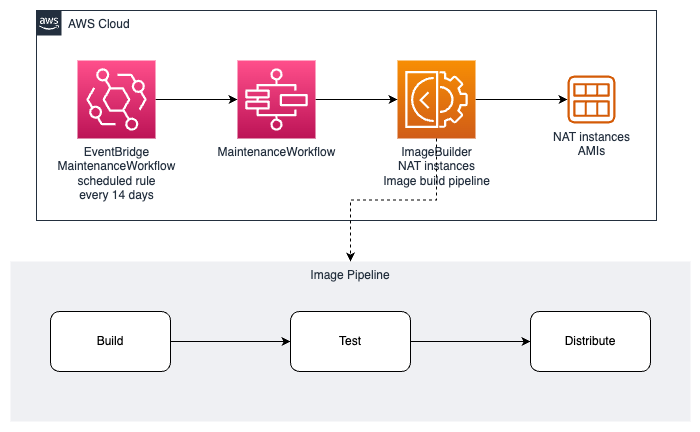 aws
AWS Cloud
EventBridge
MaintenanceWorkflow
scheduled rule
every 14 days
MaintenanceWorkflow
ImageBuilder
NAT instances
Image build pipeline
NAT instances
AMIs
Image Pipeline
Build
Test
Distribute